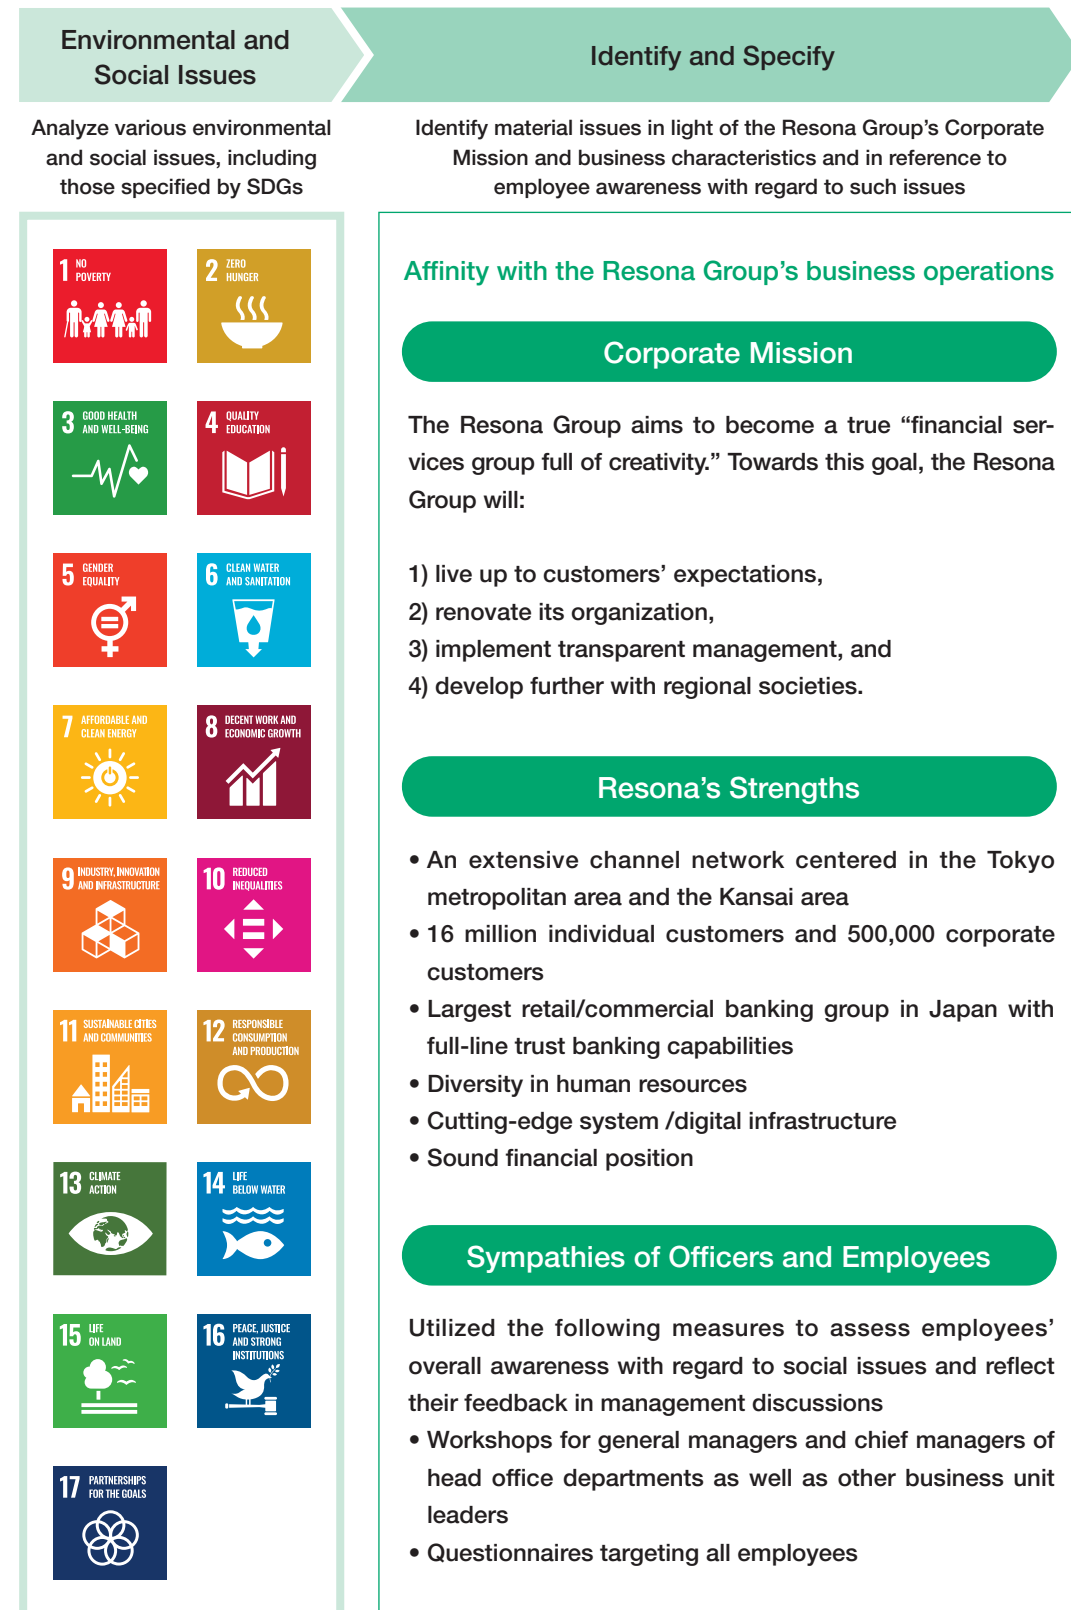 Environmental and
Social Issues
Identify and Specify
Analyze various environmental
and social issues, including
those specified by SDGs
Identify material issues in light of the Resona Group's Corporate
Mission and business characteristics and in reference to
employee awareness with regard to such issues
1 NO
POVERTY
2 ZERO
HUNGER
3 GOOD HEALTH
AND WELL-BEING
4 QUALITY
EDUCATION
5 GENDER
EQUALITY
6 CLEAN WATER
AND SANITATION
7 AFFORDABLE AND
CLEAN ENERGY
8 DECENT WORK AND
ECONOMIC GROWTH
9 INDUSTRY, INNOVATION
AND INFRASTRUCTURE
10 REDUCED
INEQUALITIES
11 SUSTAINABLE CITIES
AND COMMUNITIES
12 RESPONSIBLE
CONSUMPTION
AND PRODUCTION
13 CLIMATE
ACTION
14 LIFE
BELOW WATER
15 LIFE
ON LAND
16 PEACE, JUSTICE
AND STRONG
INSTITUTIONS
17 PARTNERSHIPS
FOR THE GOALS
Affinity with the Resona Group's business operations
Corporate Mission
The Resona Group aims to become a true “financial ser-
vices group full of creativity.” Towards this goal, the Resona
Group will:
1) live up to customers’ expectations,
2) renovate its organization,
3) implement transparent management, and
4) develop further with regional societies.
Resona’s Strengths
• An extensive channel network centered in the Tokyo
metropolitan area and the Kansai area
• 16 million individual customers and 500,000 corporate
customers
• Largest retail/commercial banking group in Japan with
full-line trust banking capabilities
• Diversity in human resources
• Cutting-edge system /digital infrastructure
• Sound financial position
Sympathies of Officers and Employees
Utilized the following measures to assess employees’
overall awareness with regard to social issues and reflect
their feedback in management discussions
• Workshops for general managers and chief managers of
head office departments as well as other business unit
leaders
• Questionnaires targeting all employees